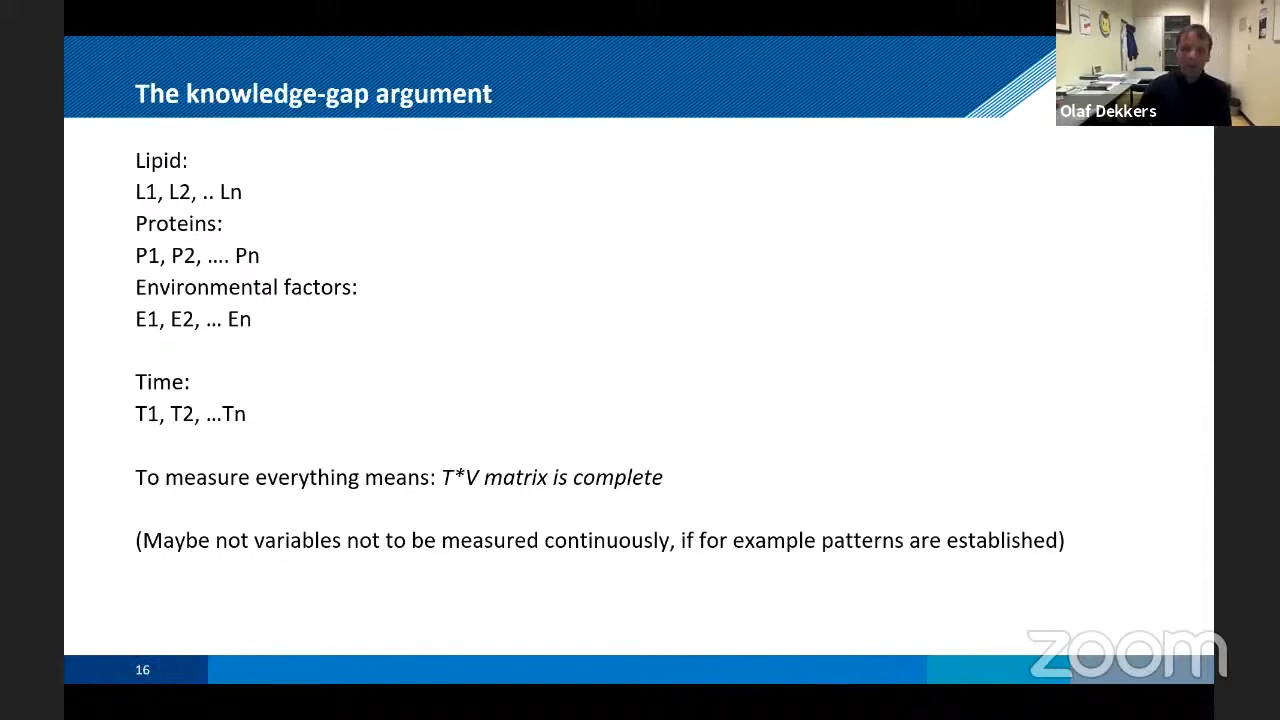 The knowledge-gap argument
Olaf Dekkers
Lipid:
L1, L2, .. Ln
Proteins:
P1, P2, .... Pn
Environmental factors:
E1, E2, ... En
Time:
T1, T2, ...Tn
To measure everything means: T*V matrix is complete
(Maybe not variables not to be measured continuously, if for example patterns are established)
16
zoom